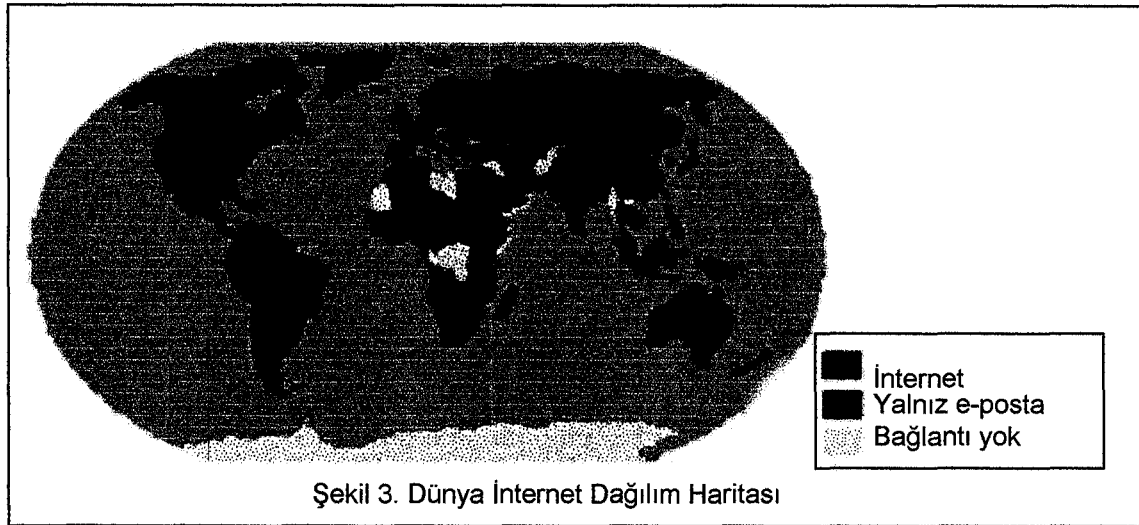 İnternet
Yalnız e-posta
Bağlantı yok
Şekil 3. Dünya İnternet Dağılım Haritası